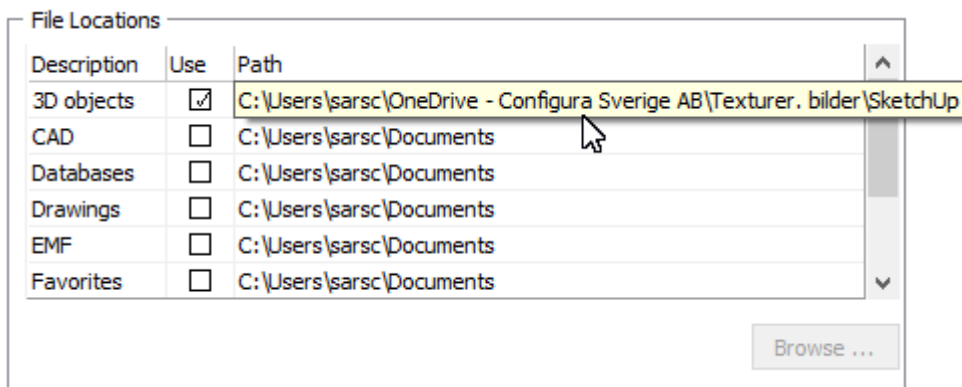 File Locations
Description Use Path
3D objects C:\Users\sarsc\OneDrive - Configura Sverige AB\Texturer. bilder\SketchUp
CAD C:\Users\sarsc\Documents
Databases C:\Users\sarsc\Documents
Drawings C:\Users\sarsc\Documents
EMF C:\Users\sarsc\Documents
Favorites C:\Users\sarsc\Documents
Browse ...